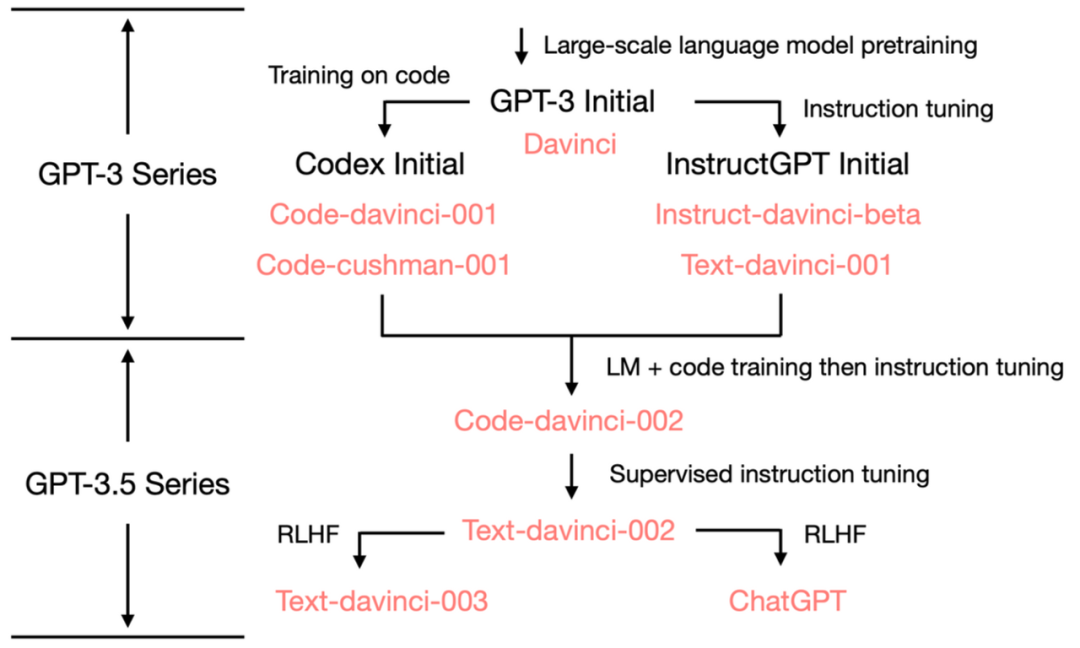 Large-scale language model pretraining
Training on code
GPT-3 Initial
Instruction tuning
Davinci
Codex Initial
InstructGPT Initial
GPT-3 Series
Code-davinci-001
Instruct-davinci-beta
Code-cushman-001
Text-davinci-001
LM + code training then instruction tuning
Code-davinci-002
GPT-3.5 Series
Supervised instruction tuning
RLHF
Text-davinci-002
RLHF
Text-davinci-003
ChatGPT